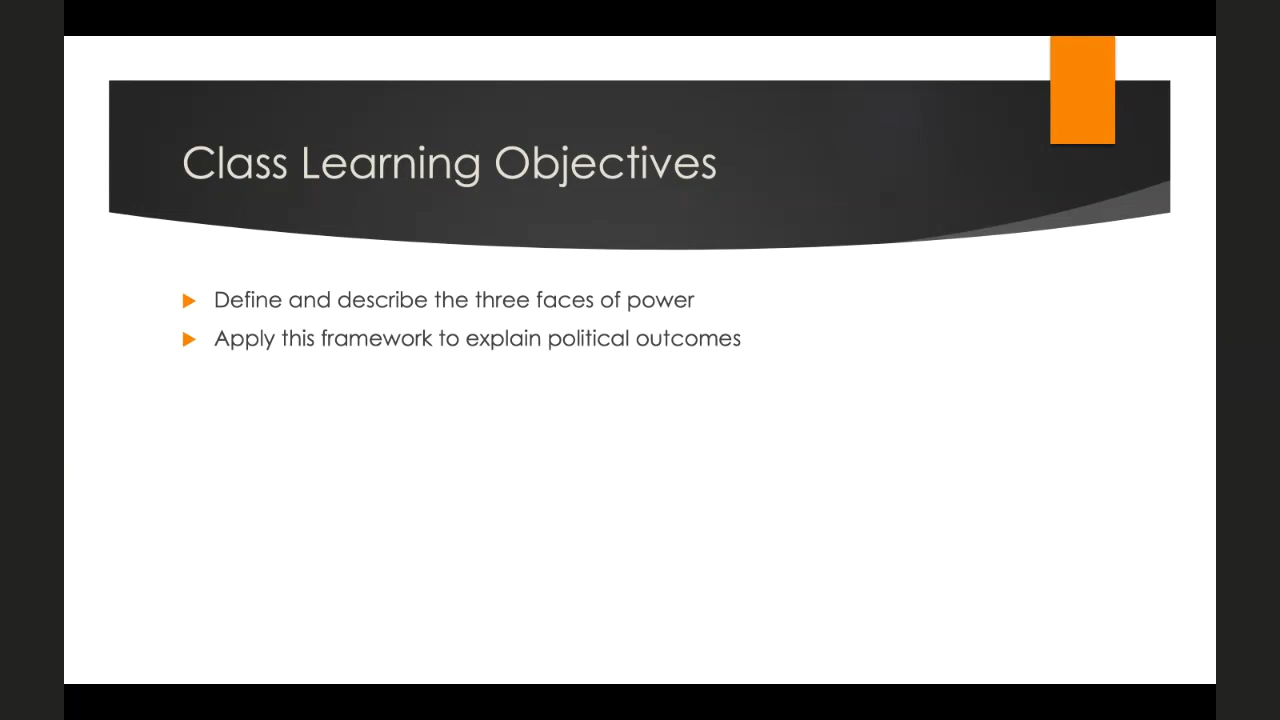 Class Learning Objectives
Define and describe the three faces of power
Apply this framework to explain political outcomes